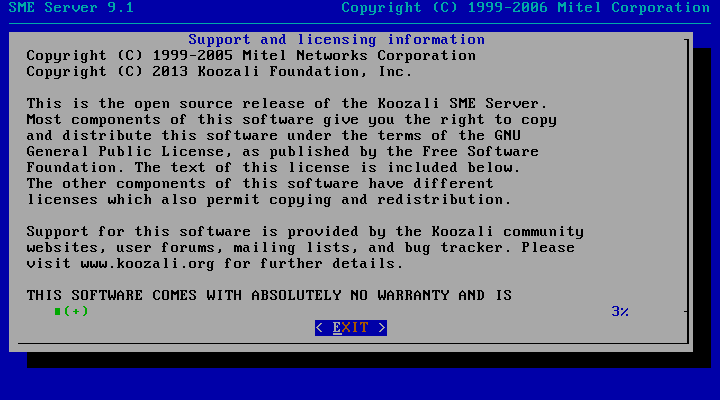 SME Server 9.1 Copyright (C) 1999-2006 Mitel Corporation
Support and licensing information
Copyright (C) 1999-2005 Mitel Networks Corporation
Copyright (C) 2013 Koozali Foundation, Inc.
This is the open source release of the Koozali SME Server.
Most components of this software give you the right to copy
and distribute this software under the terms of the GNU
General Public License, as published by the Free Software
Foundation. The text of this license is included below.
The other components of this software have different
licenses which also permit copying and redistribution.
Support for this software is provided by the Koozali community
websites, user forums, mailing lists, and bug tracker. Please
visit www.koozali.org for further details.
THIS SOFTWARE COMES WITH ABSOLUTELY NO WARRANTY AND IS
(+) 3%
< EXIT >